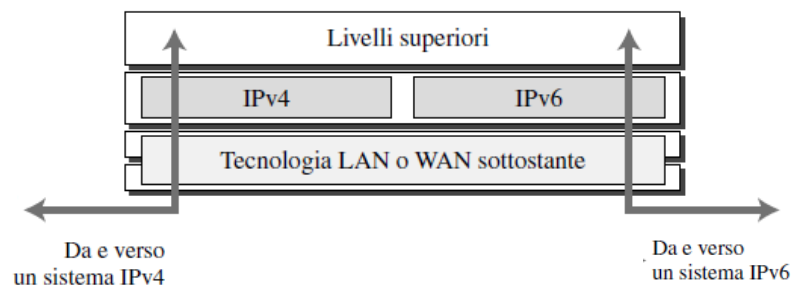 Livelli superiori
IPv4
IPv6
Tecnologia LAN o WAN sottostante
Da e verso
un sistema IPv4
Da e verso
un sistema IPv6